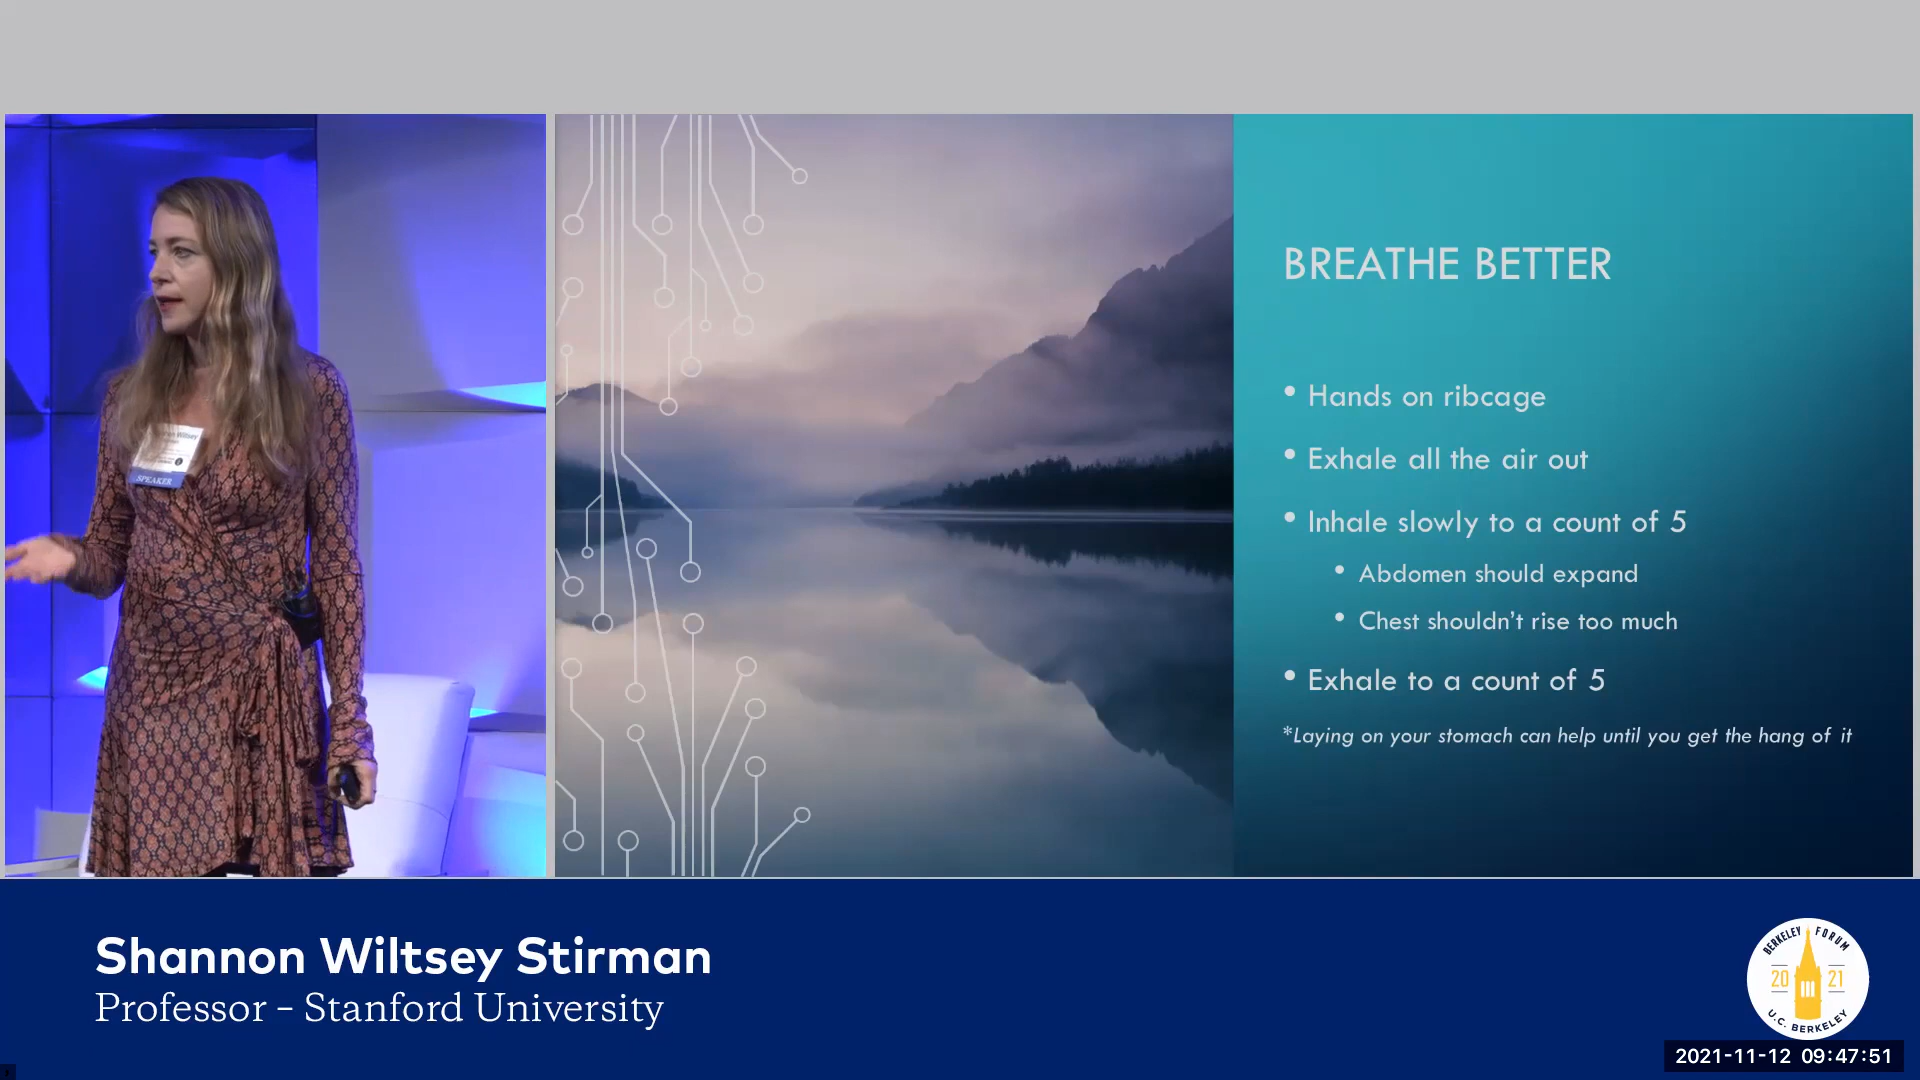 BREATHE BETTER
• Hands on ribcage
• Exhale all the air out
• Inhale slowly to a count of 5
• Abdomen should expand
• Chest shouldn't rise too much
• Exhale to a count of 5
*Laying on your stomach can help until you get the hang of it
Wiltsey
SPEAKER
Shannon Wiltsey Stirman
Professor – Stanford University
BERKELEY FORUM
20 21
U.C. BERKELEY
2021-11-12 09:47:51